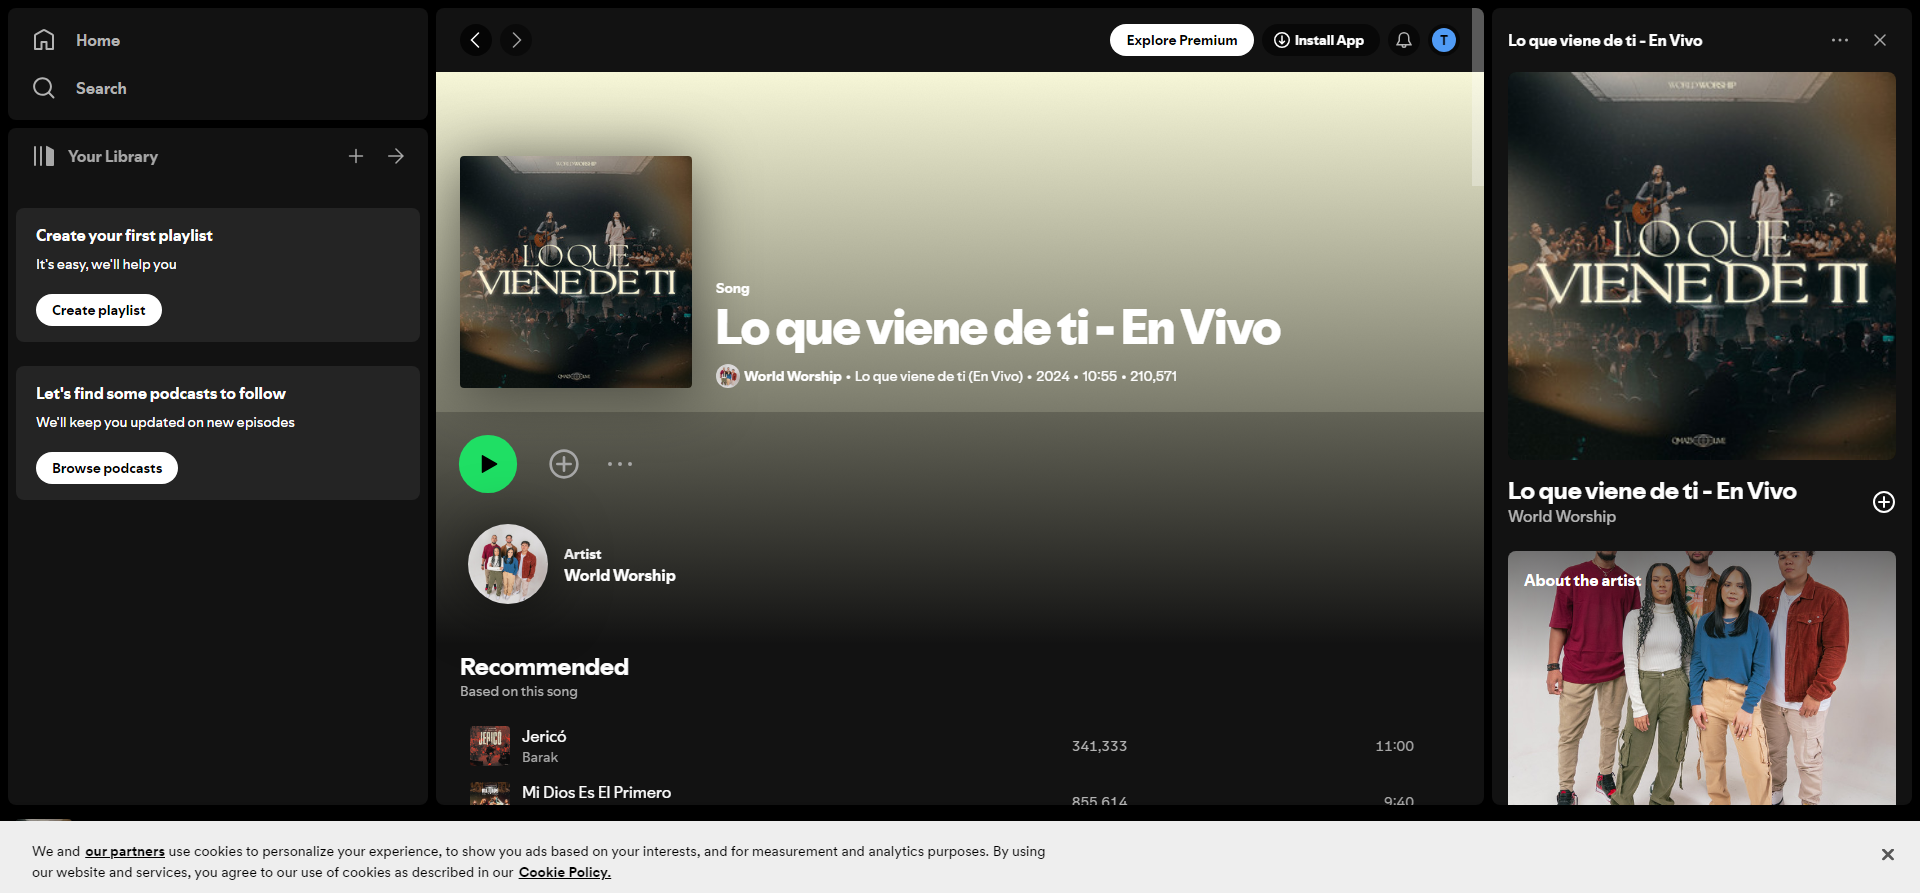 Home
Search
Your Library
Create your first playlist
It's easy, we'll help you
Create playlist
Let's find some podcasts to follow
We'll keep you updated on new episodes
Browse podcasts
Explore Premium
Install App
T
WORLD WORSHIP
LO QUE
VIENE DE TI
Song
Lo que viene de ti - En Vivo
World Worship • Lo que viene de ti (En Vivo) • 2024 • 10:55 • 210,571
Artist
World Worship
Recommended
Based on this song
JERICÓ
Jericó
Barak
341,333
11:00
Mi Dios Es El Primero
855,614
9:40
Lo que viene de ti - En Vivo
WORLD WORSHIP
LO QUE
VIENE DE TI
Lo que viene de ti - En Vivo
World Worship
About the artist
We and our partners use cookies to personalize your experience, to show you ads based on your interests, and for measurement and analytics purposes. By using
our website and services, you agree to our use of cookies as described in our Cookie Policy.